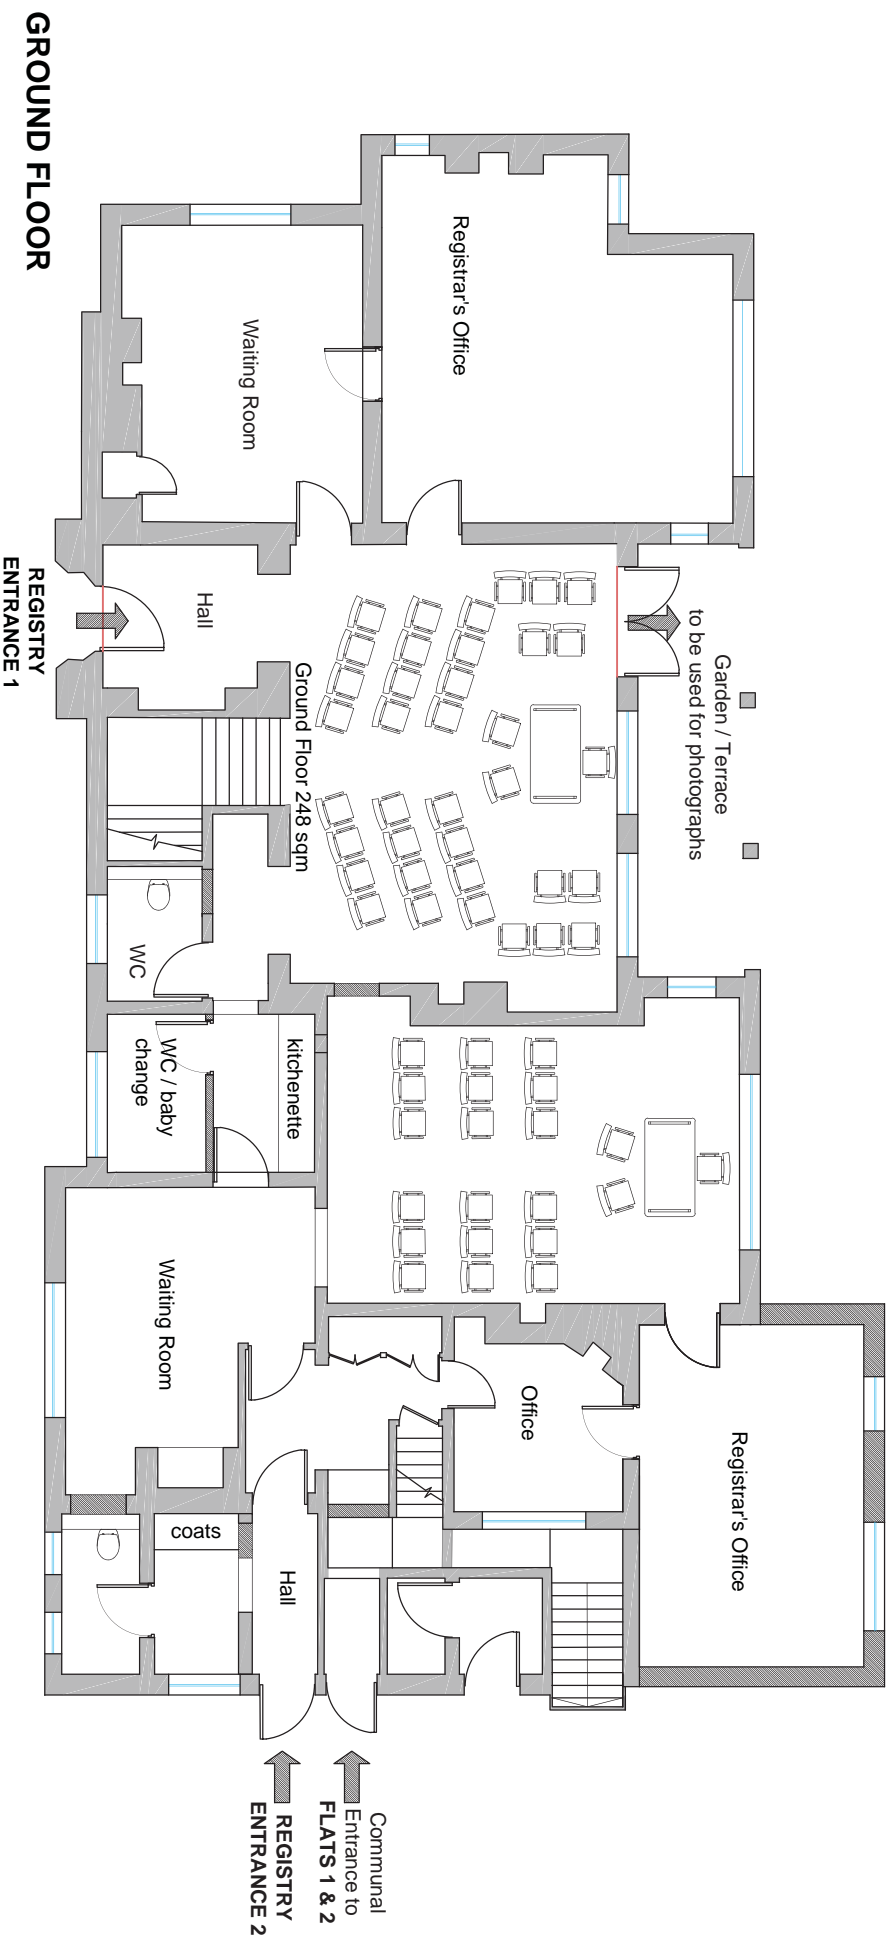 GROUND FLOOR
Registrar's Office
Waiting Room
REGISTRY
ENTRANCE 1
Hall
Garden / Terrace
to be used for photographs
Ground Floor 248 sqm
WC
kitchenette
WC / baby
change
Waiting Room
Office
Registrar's Office
coats
Hall
Communal
Entrance to
FLATS 1 & 2
REGISTRY
ENTRANCE 2